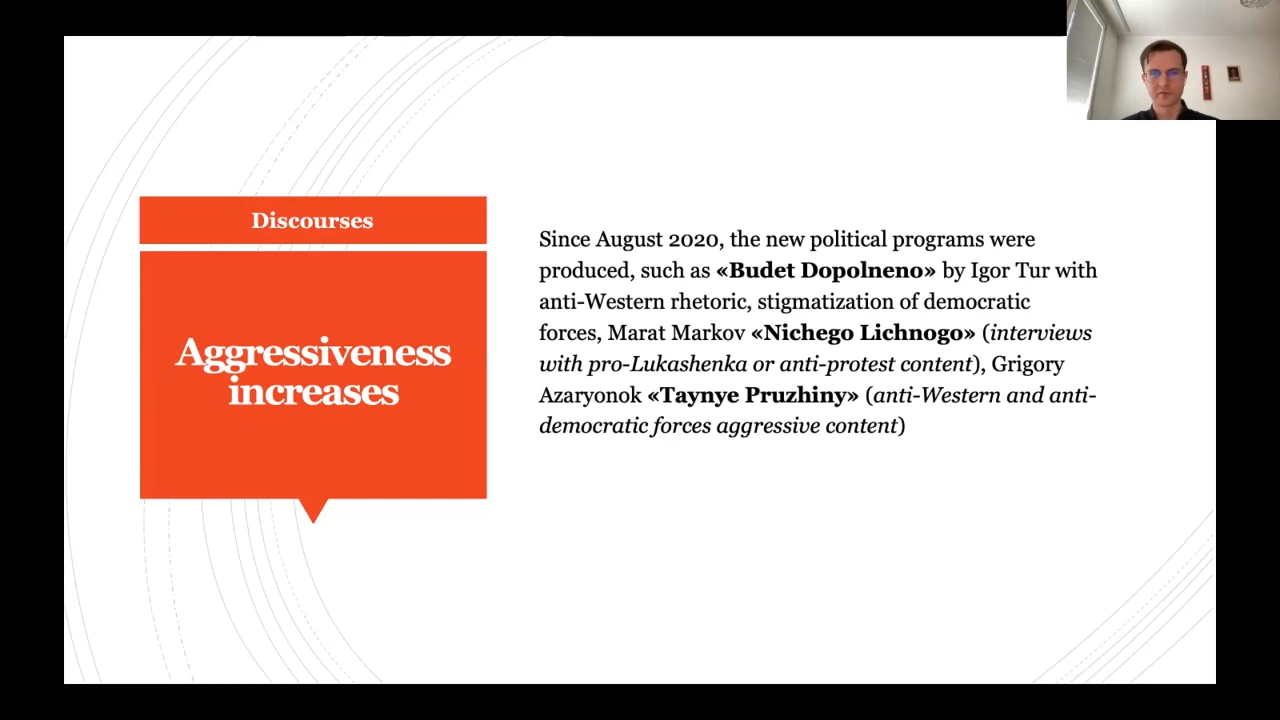 Discourses
Aggressiveness
increases
Since August 2020, the new political programs were
produced, such as «Budet Dopolneno» by Igor Tur with
anti-Western rhetoric, stigmatization of democratic
forces, Marat Markov «Nichego Lichnogo» (interviews
with pro-Lukashenka or anti-protest content), Grigory
Azaryonok «Taynye Pruzhiny» (anti-Western and anti-
democratic forces aggressive content)